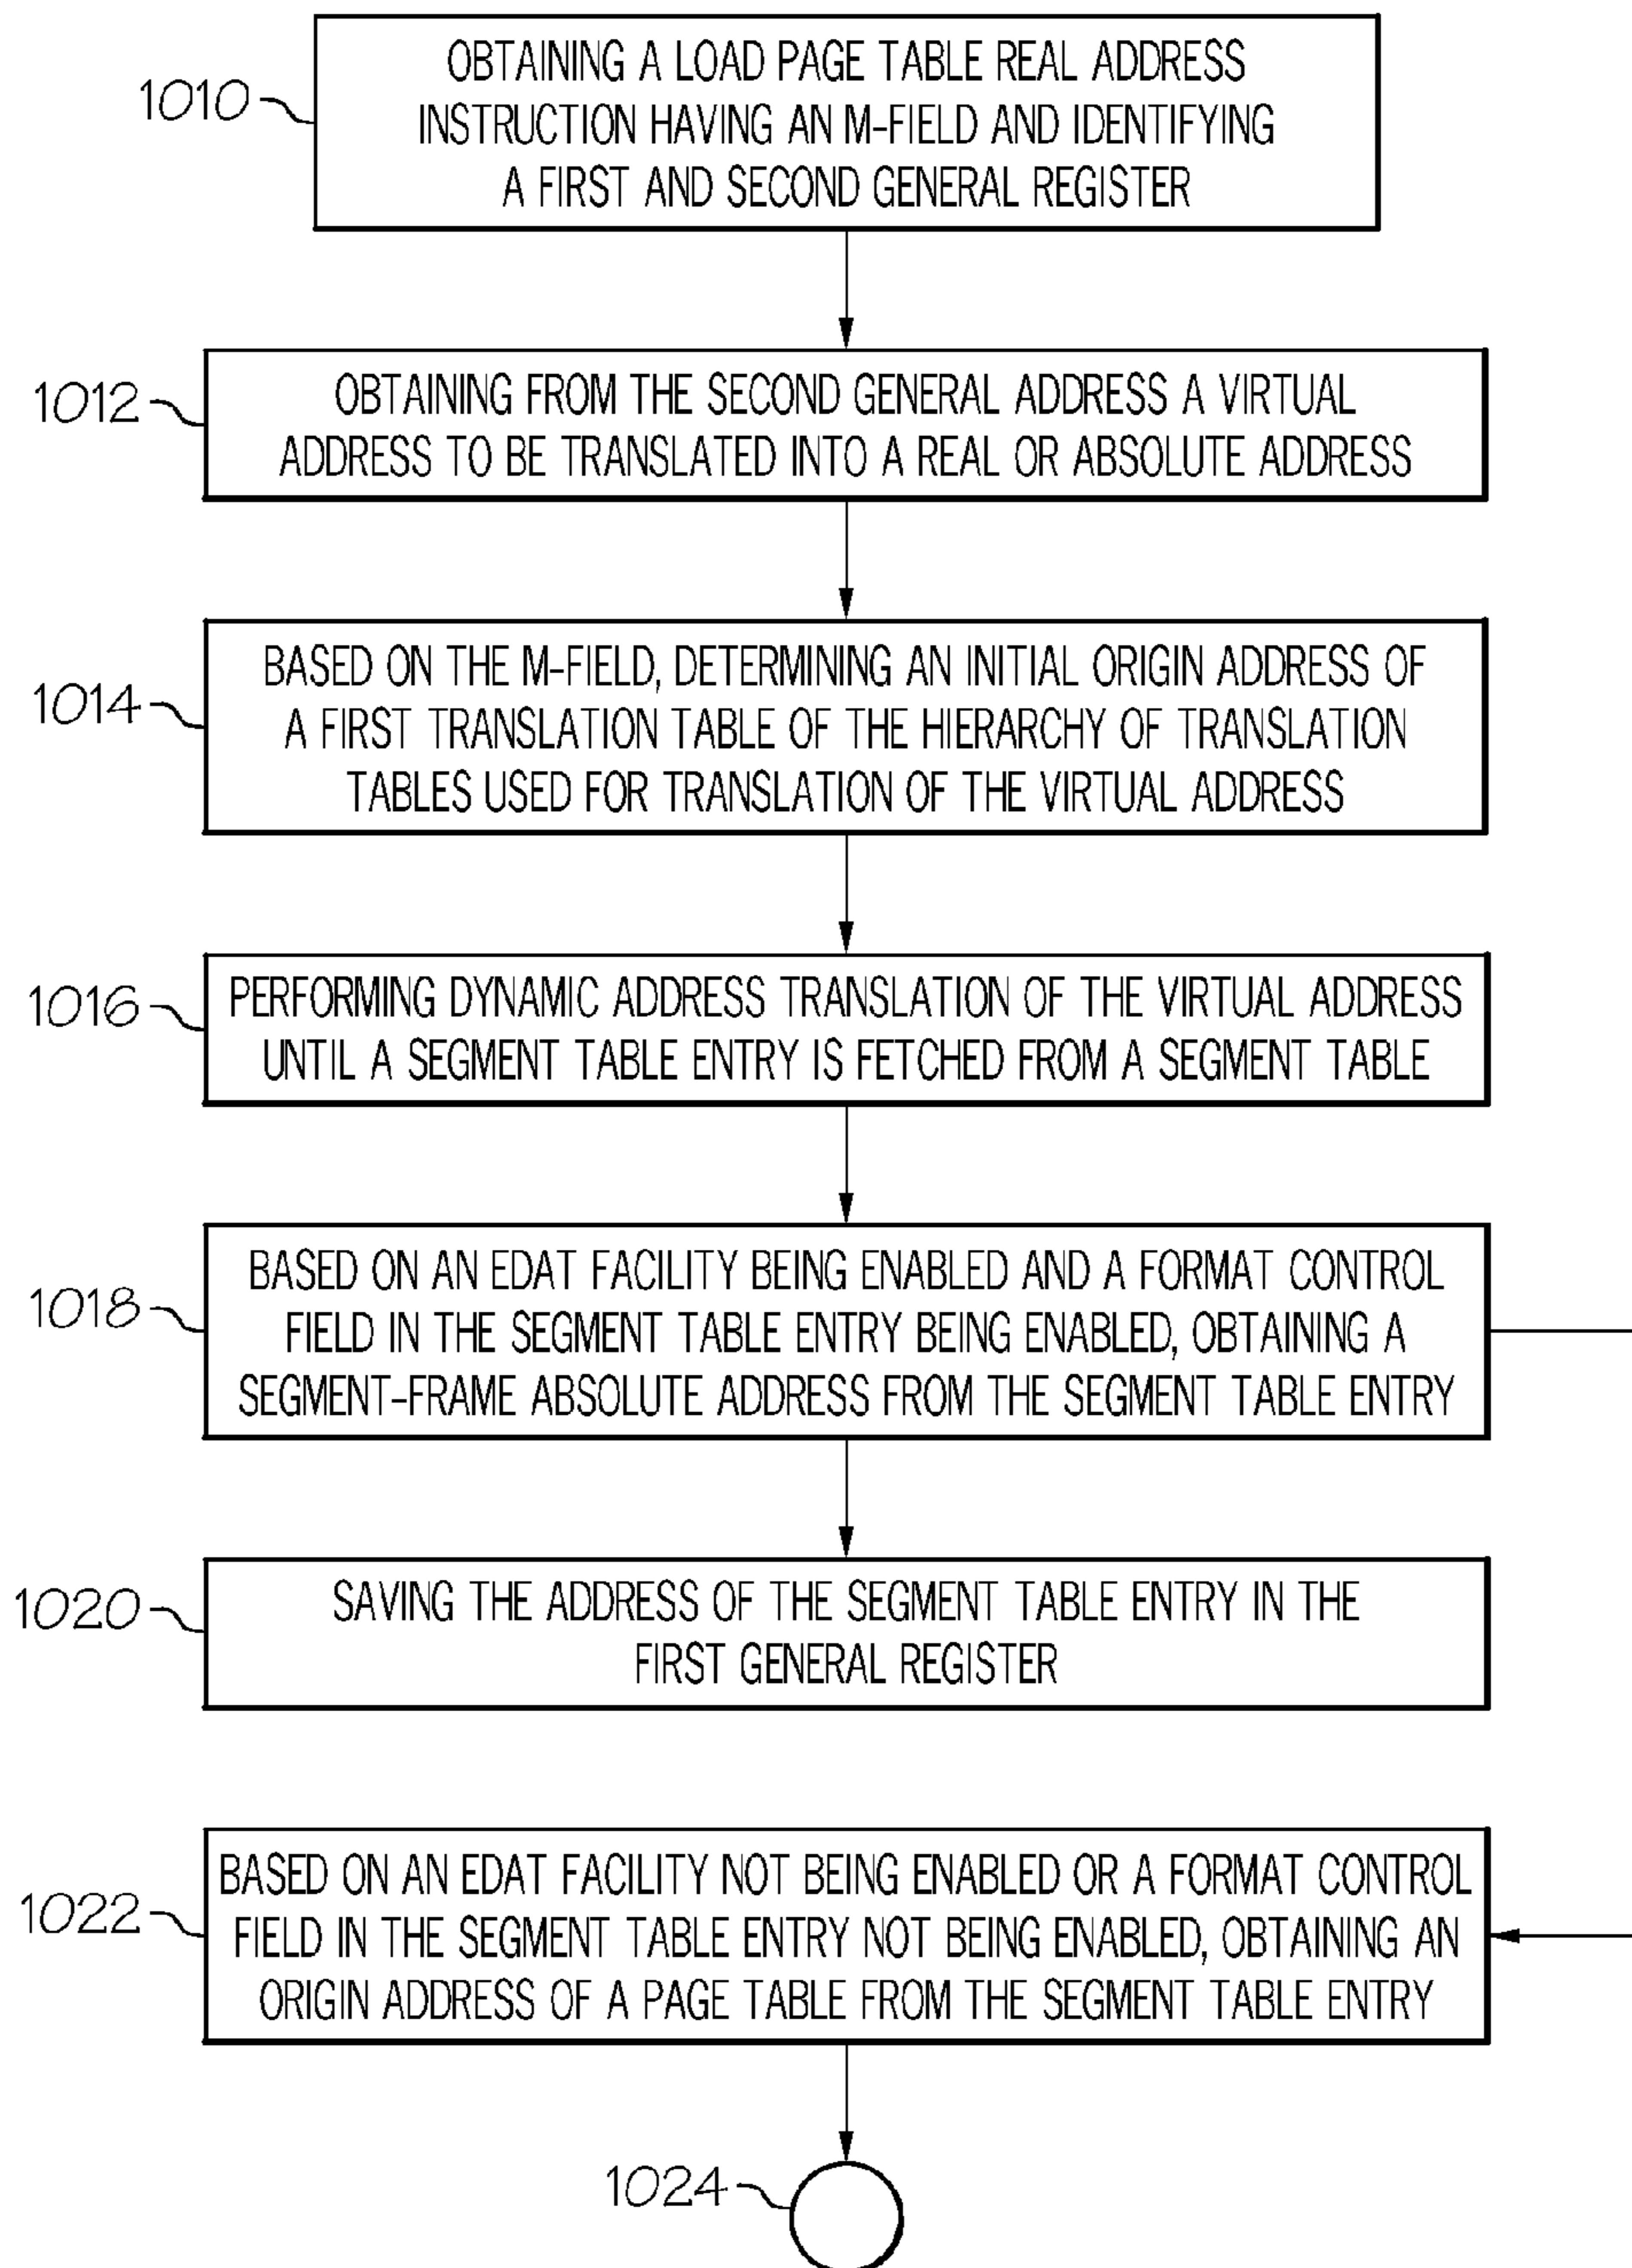 1010
OBTAINING A LOAD PAGE TABLE REAL ADDRESS
INSTRUCTION HAVING AN M-FIELD AND IDENTIFYING
A FIRST AND SECOND GENERAL REGISTER
1012
OBTAINING FROM THE SECOND GENERAL ADDRESS A VIRTUAL
ADDRESS TO BE TRANSLATED INTO A REAL OR ABSOLUTE ADDRESS
1014
BASED ON THE M-FIELD, DETERMINING AN INITIAL ORIGIN ADDRESS OF
A FIRST TRANSLATION TABLE OF THE HIERARCHY OF TRANSLATION
TABLES USED FOR TRANSLATION OF THE VIRTUAL ADDRESS
1016
PERFORMING DYNAMIC ADDRESS TRANSLATION OF THE VIRTUAL ADDRESS
UNTIL A SEGMENT TABLE ENTRY IS FETCHED FROM A SEGMENT TABLE
1018
BASED ON AN EDAT FACILITY BEING ENABLED AND A FORMAT CONTROL
FIELD IN THE SEGMENT TABLE ENTRY BEING ENABLED, OBTAINING A
SEGMENT-FRAME ABSOLUTE ADDRESS FROM THE SEGMENT TABLE ENTRY
1020
SAVING THE ADDRESS OF THE SEGMENT TABLE ENTRY IN THE
FIRST GENERAL REGISTER
1022
BASED ON AN EDAT FACILITY NOT BEING ENABLED OR A FORMAT CONTROL
FIELD IN THE SEGMENT TABLE ENTRY NOT BEING ENABLED, OBTAINING AN
ORIGIN ADDRESS OF A PAGE TABLE FROM THE SEGMENT TABLE ENTRY
1024